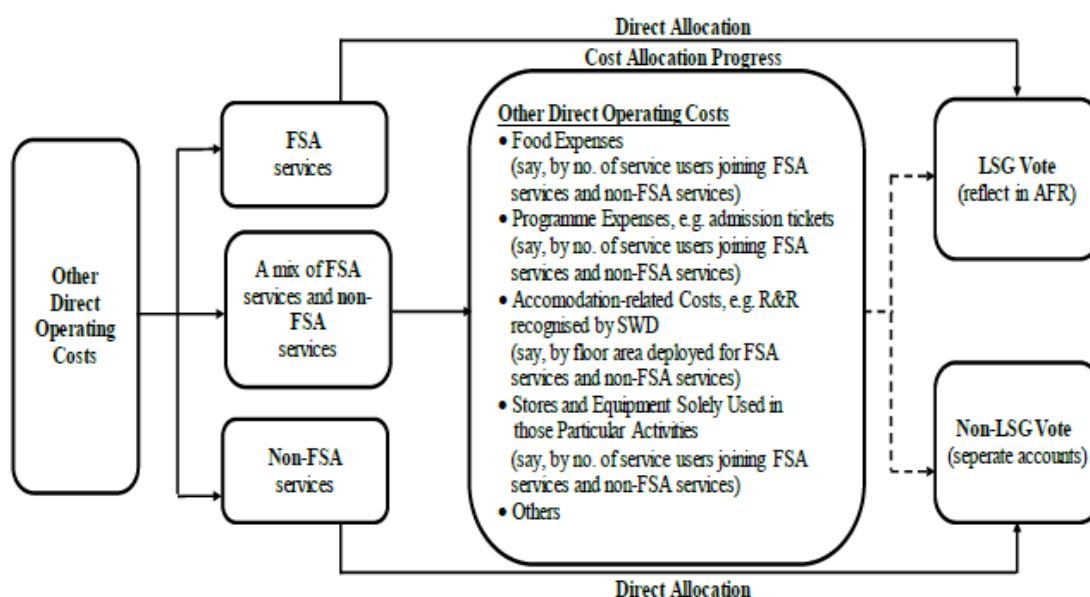 Direct Allocation
Cost Allocation Progress
Other
Direct
Operating
Costs
FSA
services
A mix of FSA
services and non-
FSA
services
Non-FSA
services
Other Direct Operating Costs
• Food Expenses
(say, by no. of service users joining FSA
services and non-FSA services)
• Programme Expenses, e.g. admission tickets
(say, by no. of service users joining FSA
services and non-FSA services)
• Accomodation-related Costs, e.g. R&R
recognised by SWD
(say, by floor area deployed for FSA
services and non-FSA services)
• Stores and Equipment Solely Used in
those Particular Activities
(say, by no. of service users joining FSA
services and non-FSA services)
• Others
LSG Vote
(reflect in AFR)
Non-LSG Vote
(seperate accounts)
Direct Allocation